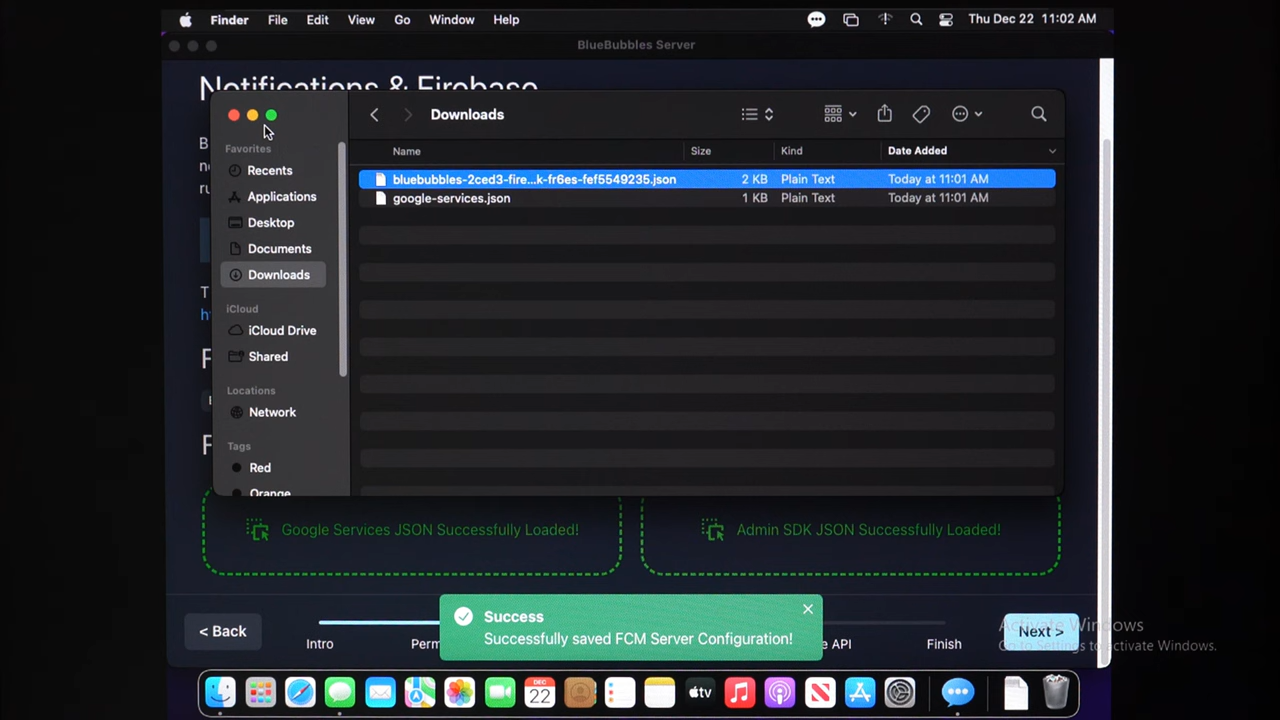 Finder File Edit View Go Window Help Thu Dec 22 11:02 AM
BlueBubbles Server
Notifications & Firebase
Downloads
Favorites
Recents
Applications
Desktop
Documents
Downloads
iCloud
iCloud Drive
Shared
Locations
Network
Tags
Red
Orange
Name Size Kind Date Added
bluebubbles-2ced3-fire...k-fr6es-fef5549235.json 2 KB Plain Text Today at 11:01 AM
google-services.json 1 KB Plain Text Today at 11:01 AM
Google Services JSON Successfully Loaded!
Admin SDK JSON Successfully Loaded!
Success
Successfully saved FCM Server Configuration!
< Back
Intro
Perm
e API
Finish
Next >
Activate Windows
Go to Settings to activate Windows.
DEC
22
tv